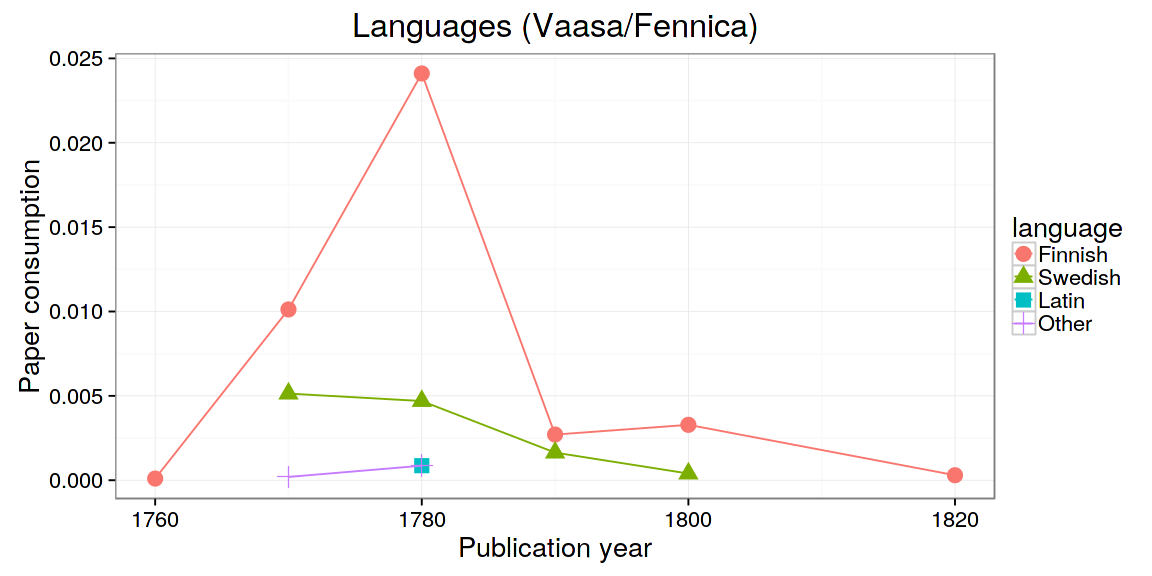 Languages (Vaasa/Fennica)
0.025
0.020
0.015
0.010
0.005
0.000
Paper consumption
1760
1780
1800
1820
Publication year
language
Finnish
Swedish
Latin
Other